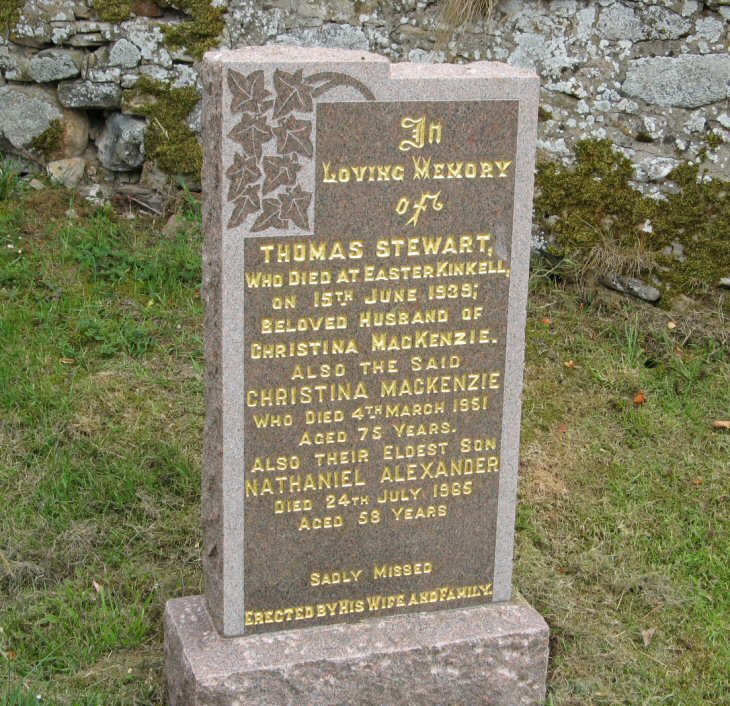 In
Loving Memory
of
THOMAS STEWART,
WHO DIED AT EASTER KINKELL,
ON 15TH JUNE 1939;
BELOVED HUSBAND OF
CHRISTINA MACKENZIE.
ALSO THE SAID
CHRISTINA MACKENZIE
WHO DIED 4TH MARCH 1951
AGED 75 YEARS.
ALSO THEIR ELDEST SON
NATHANIEL ALEXANDER
DIED 24TH JULY 1965
AGED 58 YEARS
SADLY MISSED
ERECTED BY HIS WIFE AND FAMILY.